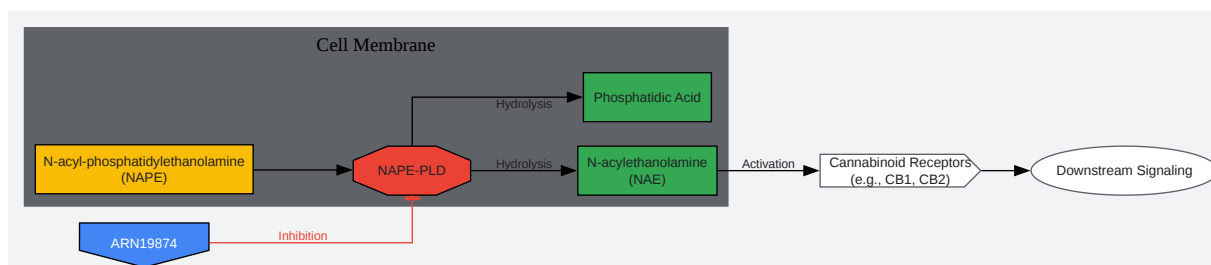 Cell Membrane
Phosphatidic Acid
Hydrolysis
N-acyl-phosphatidylethanolamine
(NAPE)
NAPE-PLD
Hydrolysis
N-acylethanolamine
(NAE)
Activation
Cannabinoid Receptors
(e.g., CB1, CB2)
Downstream Signaling
ARN19874
Inhibition